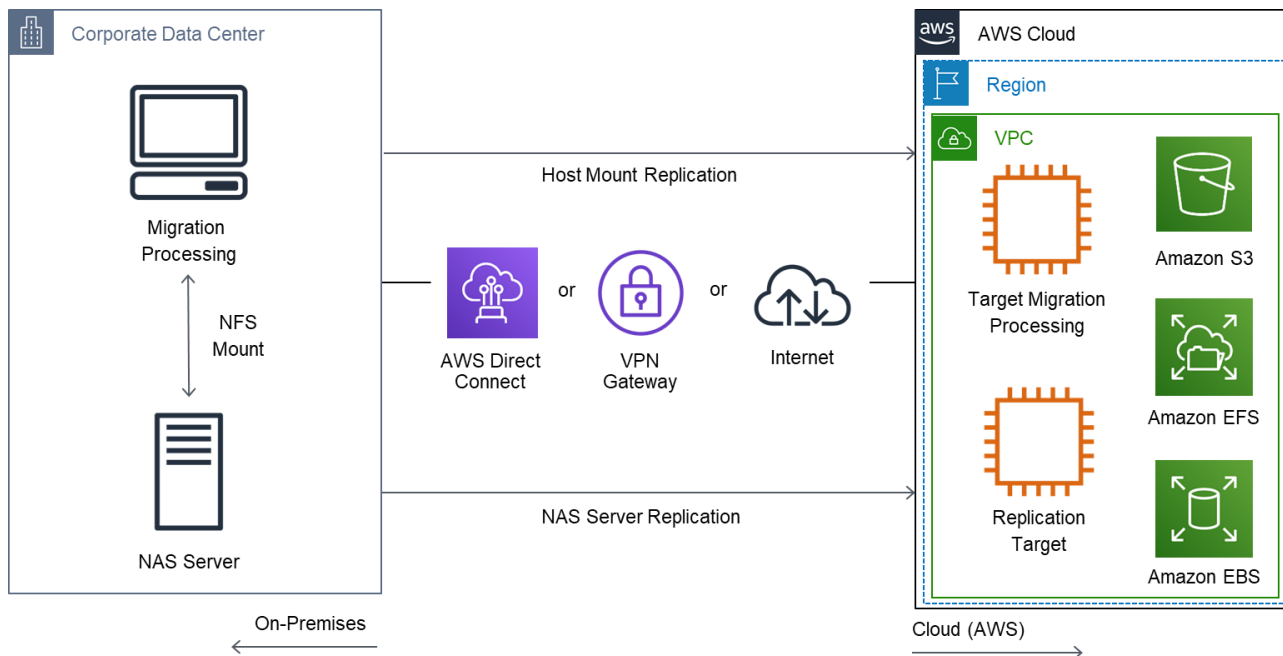 Corporate Data Center
Migration
Processing
NFS
Mount
NAS Server
Host Mount Replication
AWS Direct
Connect
or
VPN
Gateway
or
Internet
NAS Server Replication
aws
AWS Cloud
Region
VPC
Target Migration
Processing
Replication
Target
Amazon S3
Amazon EFS
Amazon EBS
On-Premises
Cloud (AWS)